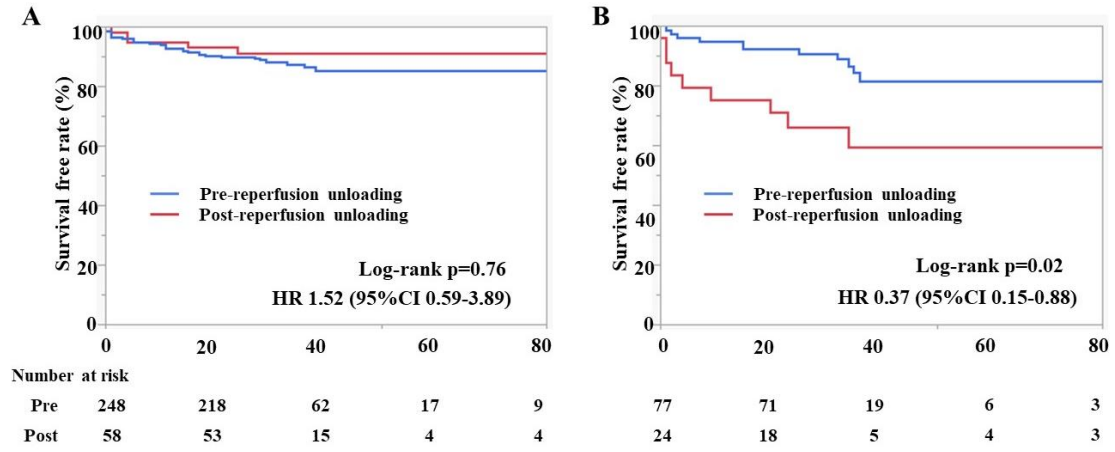 A
100
80
60
40
20
0
Survival free rate (%)
Pre-reperfusion unloading
Post-reperfusion unloading
Log-rank p=0.76
HR 1.52 (95%CI 0.59-3.89)
0 20 40 60 80
B
100
80
60
40
20
0
Survival free rate (%)
Pre-reperfusion unloading
Post-reperfusion unloading
Log-rank p=0.02
HR 0.37 (95%CI 0.15-0.88)
0 20 40 60 80
Number at risk
Pre 248 218 62 17 9 77 71 19 6 3
Post 58 53 15 4 4 24 18 5 4 3